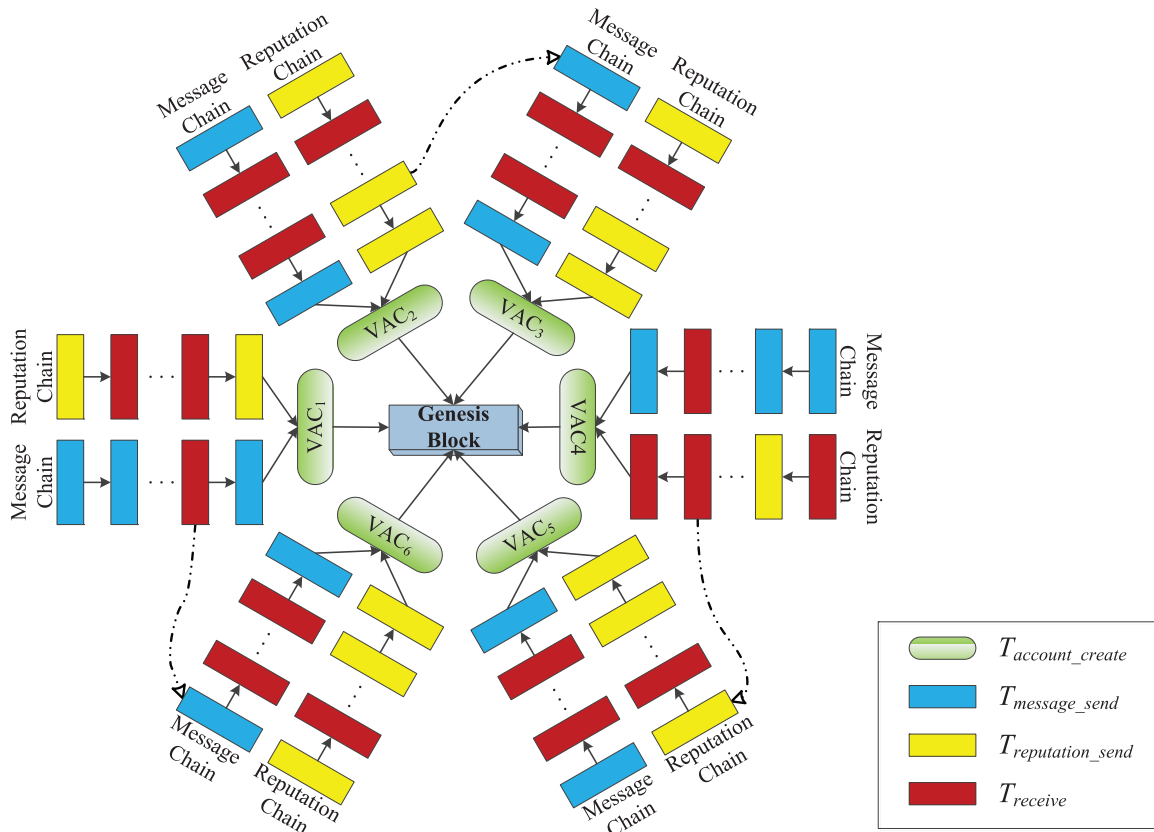 Message
Chain
Reputation
Chain
Message
Chain
Reputation
Chain
VAC2
VAC3
Reputation
Chain
Message
Chain
VAC1
Genesis
Block
VAC4
Message
Chain
Reputation
Chain
VAC6
VAC5
Message
Chain
Reputation
Chain
Message
Chain
Reputation
Chain
Taccount_create
Tmessage_send
Treputation_send
Treceive